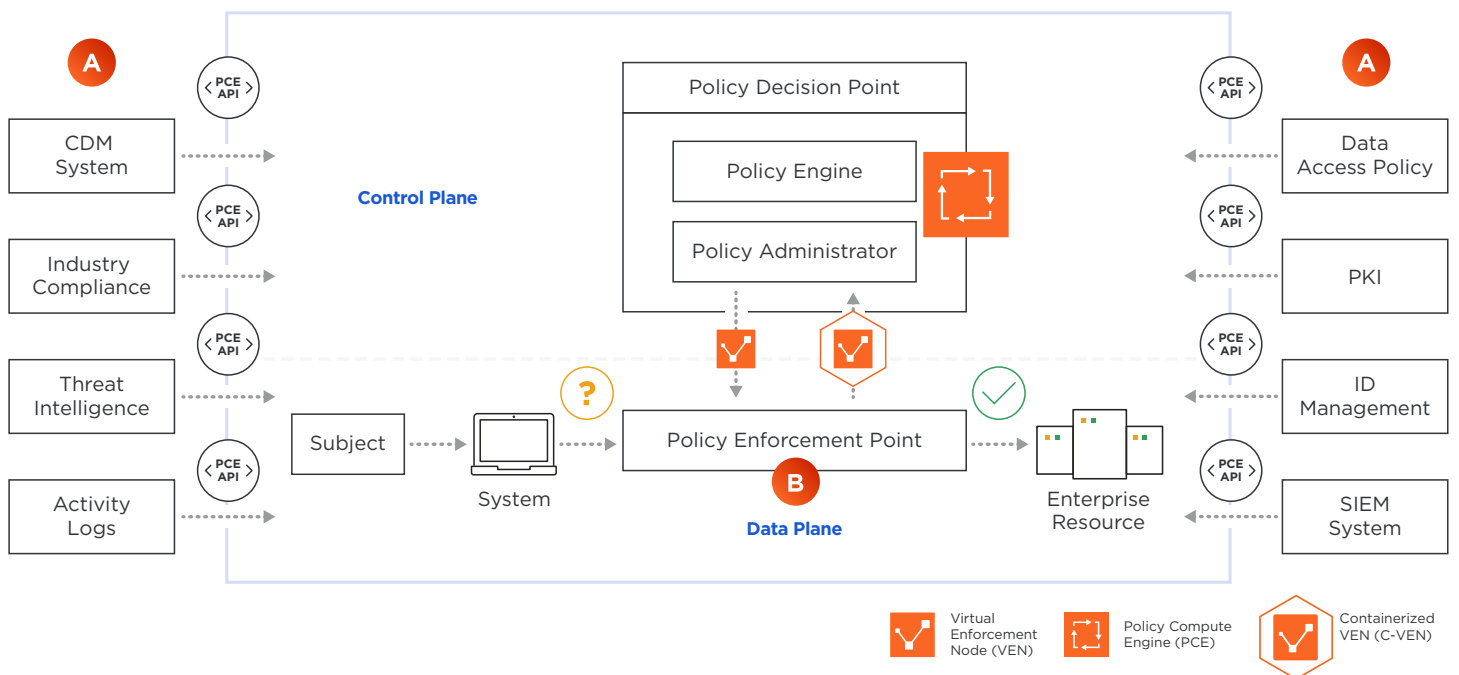 A
< PCE >
API
CDM
System
< PCE >
API
Industry
Compliance
< PCE >
API
Threat
Intelligence
< PCE >
API
Activity
Logs
Control Plane
Policy Decision Point
Policy Engine
Policy Administrator
Subject
System
?
Policy Enforcement Point
B
Data Plane
Enterprise
Resource
A
< PCE >
API
Data
Access Policy
< PCE >
API
PKI
< PCE >
API
ID
Management
< PCE >
API
SIEM
System
Virtual
Enforcement
Node (VEN)
Policy Compute
Engine (PCE)
Containerized
VEN (C-VEN)